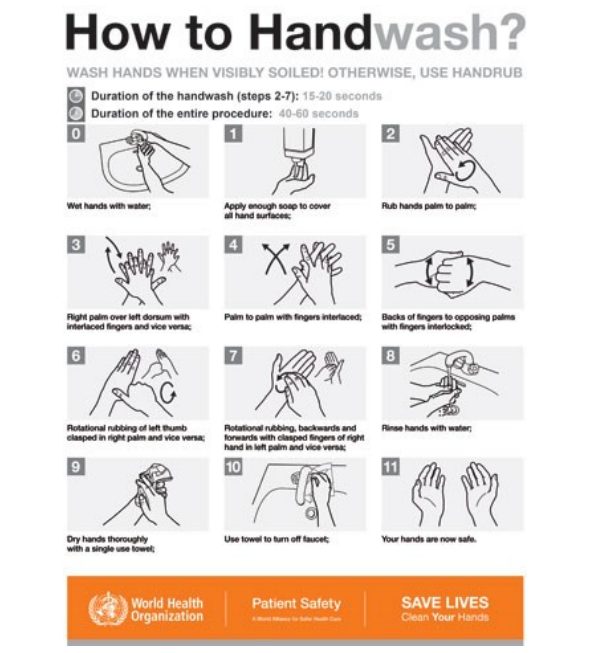 How to Handwash?
WASH HANDS WHEN VISIBLY SOILED! OTHERWISE, USE HANDRUB
Duration of the handwash (steps 2-7): 15-20 seconds
Duration of the entire procedure: 40-60 seconds
0
Wet hands with water;
1
Apply enough soap to cover
all hand surfaces;
2
Rub hands palm to palm;
3
Right palm over left dorsum with
interlaced fingers and vice versa;
4
Palm to palm with fingers interlaced;
5
Backs of fingers to opposing palms
with fingers interlocked;
6
Rotational rubbing of left thumb
clasped in right palm and vice versa;
7
Rotational rubbing, backwards and
forwards with clasped fingers of right
hand in left palm and vice versa;
8
Rinse hands with water;
9
Dry hands thoroughly
with a single use towel;
10
Use towel to turn off faucet;
11
Your hands are now safe.
World Health
Organization
Patient Safety
A World Alliance for Safer Health Care
SAVE LIVES
Clean Your Hands